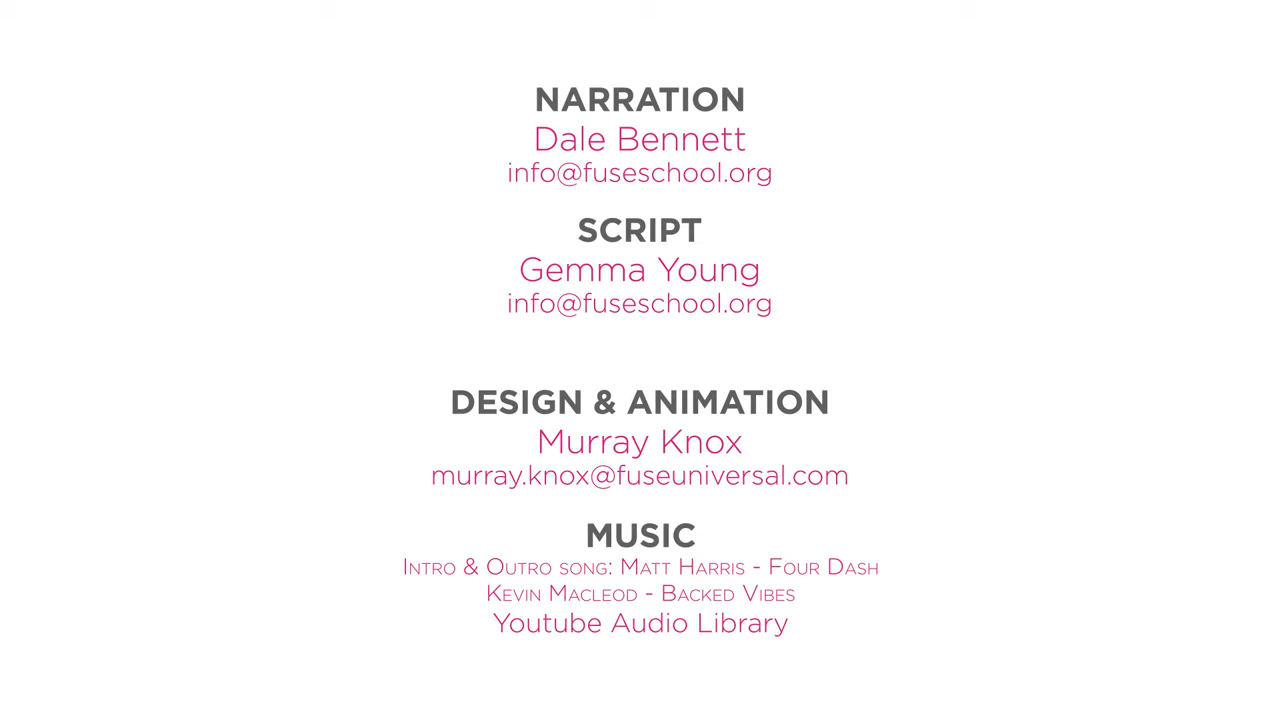 NARRATION
Dale Bennett
info@fuseschool.org
SCRIPT
Gemma Young
info@fuseschool.org
DESIGN & ANIMATION
Murray Knox
murray.knox@fuseuniversal.com
MUSIC
Intro & Outro song: Matt Harris - Four Dash
Kevin Macleod - Backed Vibes
Youtube Audio Library